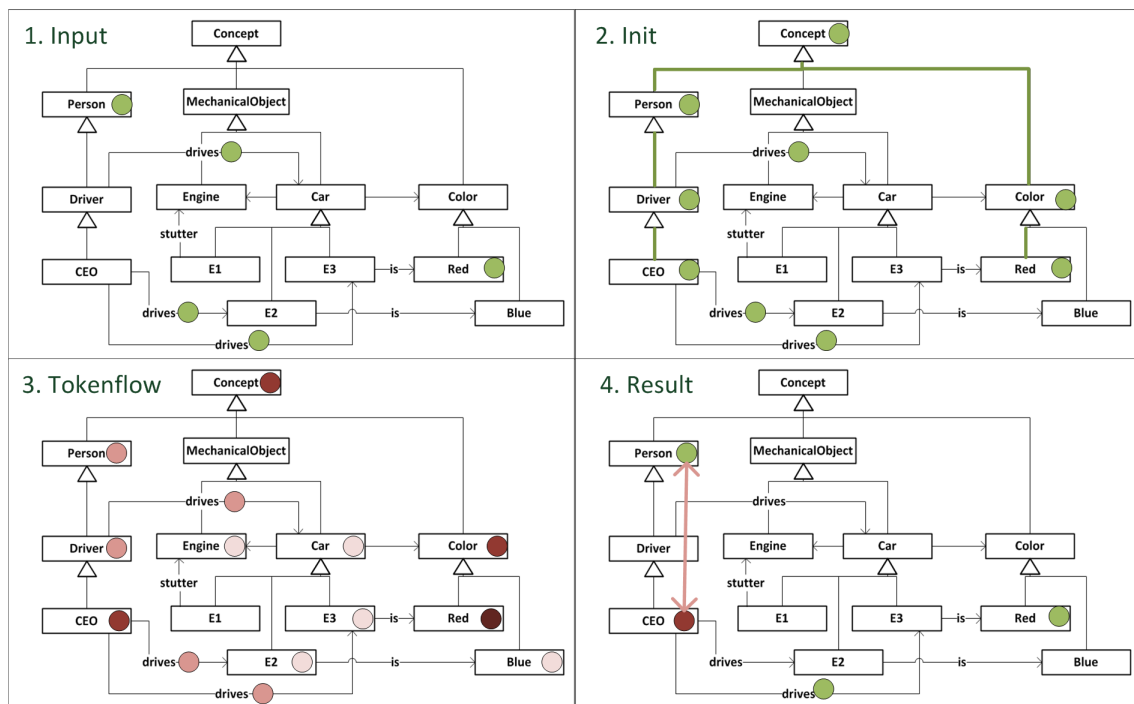 1. Input
Concept
Person
MechanicalObject
drives
Driver
Engine
Car
Color
stutter
CEO
E1
E3
is
Red
drives
E2
is
Blue
drives
2. Init
Concept
Person
MechanicalObject
drives
Driver
Engine
Car
Color
stutter
CEO
E1
E3
is
Red
drives
E2
is
Blue
drives
3. Tokenflow
Concept
Person
MechanicalObject
drives
Driver
Engine
Car
Color
stutter
CEO
E1
E3
is
Red
drives
E2
is
Blue
drives
4. Result
Concept
Person
MechanicalObject
drives
Driver
Engine
Car
Color
stutter
CEO
E1
E3
is
Red
drives
E2
is
Blue
drives